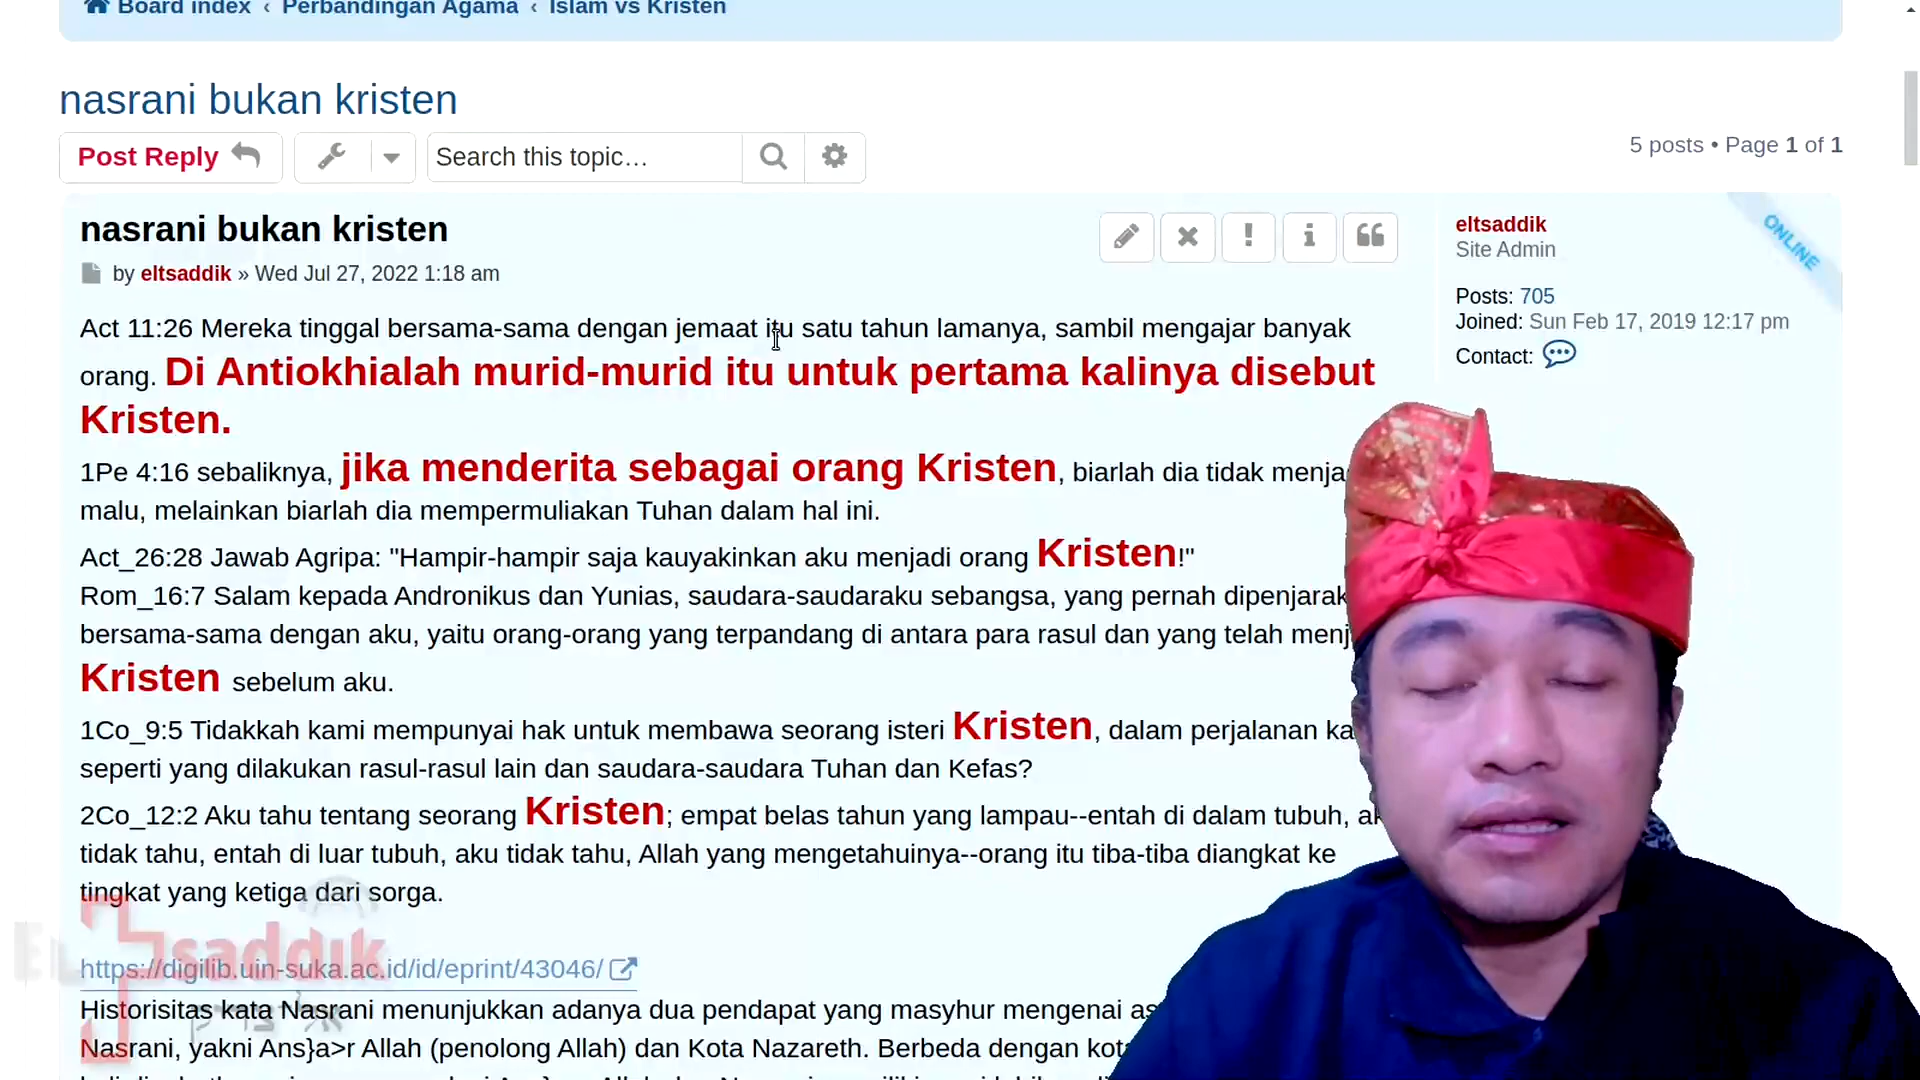 Board index ‹ Perbandingan Agama ‹ Islam vs Kristen
nasrani bukan kristen
Post Reply
Search this topic…
5 posts • Page 1 of 1
nasrani bukan kristen
by eltsaddik » Wed Jul 27, 2022 1:18 am
eltsaddik
Site Admin
ONLINE
Posts: 705
Joined: Sun Feb 17, 2019 12:17 pm
Contact:
Act 11:26 Mereka tinggal bersama-sama dengan jemaat itu satu tahun lamanya, sambil mengajar banyak
orang. Di Antiokhialah murid-murid itu untuk pertama kalinya disebut
Kristen.
1Pe 4:16 sebaliknya, jika menderita sebagai orang Kristen, biarlah dia tidak
malu, melainkan biarlah dia mempermuliakan Tuhan dalam hal ini.
Act_26:28 Jawab Agripa: "Hampir-hampir saja kauyakinkan aku menjadi orang Kristen!"
Rom_16:7 Salam kepada Andronikus dan Yunias, saudara-saudaraku sebangsa, yang pernah
bersama-sama dengan aku, yaitu orang-orang yang terpandang di antara para rasul dan yang telah
Kristen sebelum aku.
1Co_9:5 Tidakkah kami mempunyai hak untuk membawa seorang isteri Kristen, dalam perjalanan
seperti yang dilakukan rasul-rasul lain dan saudara-saudara Tuhan dan Kefas?
2Co_12:2 Aku tahu tentang seorang Kristen; empat belas tahun yang lampau--entah di dalam tubuh,
tidak tahu, entah di luar tubuh, aku tidak tahu, Allah yang mengetahuinya--orang itu tiba-tiba diangkat ke
tingkat yang ketiga dari sorga.
saddik
https://digilib.uin-suka.ac.id/id/eprint/43046/
Historisitas kata Nasrani menunjukkan adanya dua pendapat yang masyhur mengenai
Nasrani, yakni Ans}a>r Allah (penolong Allah) dan Kota Nazareth. Berbeda dengan